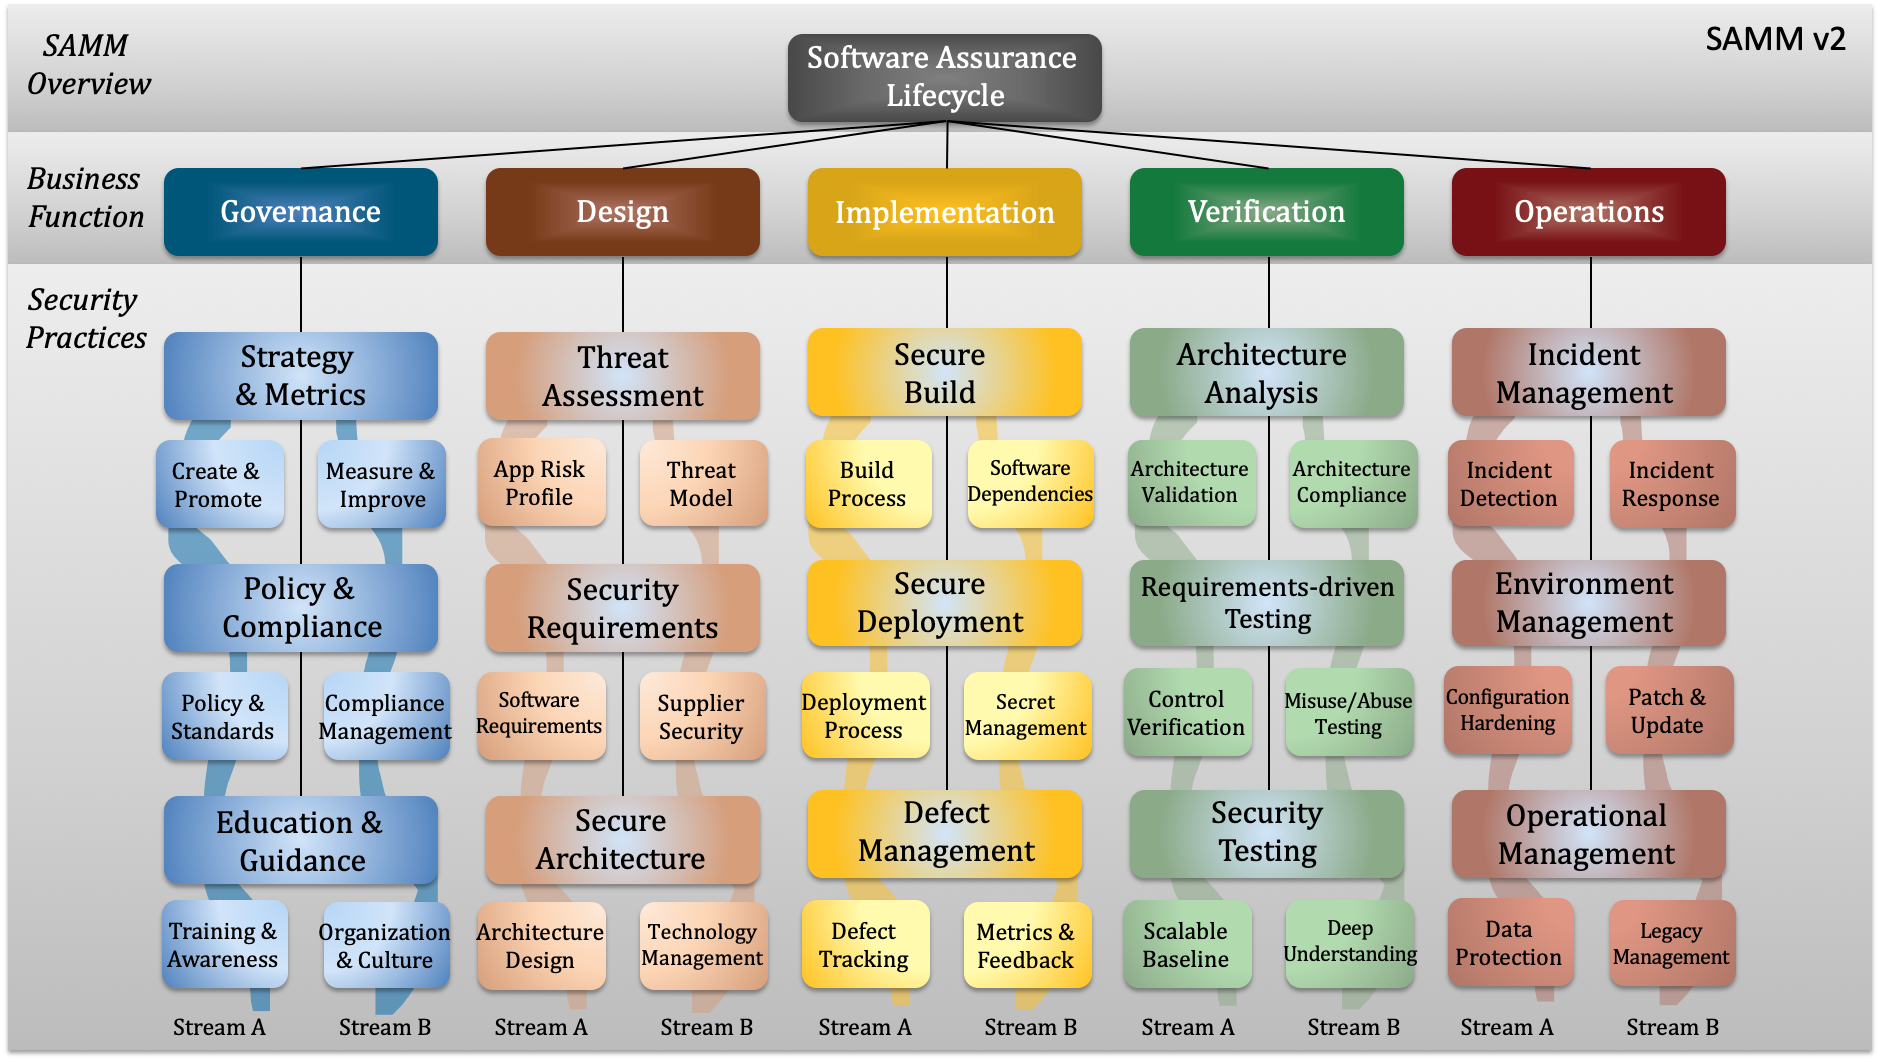 SAMM
Overview
SAMM v2
Software Assurance
Lifecycle
Business
Function
Governance
Design
Implementation
Verification
Operations
Security
Practices
Strategy
& Metrics
Threat
Assessment
Secure
Build
Architecture
Analysis
Incident
Management
Create &
Promote
Measure &
Improve
App Risk
Profile
Threat
Model
Build
Process
Software
Dependencies
Architecture
Validation
Architecture
Compliance
Incident
Detection
Incident
Response
Policy &
Compliance
Security
Requirements
Secure
Deployment
Requirements-driven
Testing
Environment
Management
Policy &
Standards
Compliance
Management
Software
Requirements
Supplier
Security
Deployment
Process
Secret
Management
Control
Verification
Misuse/Abuse
Testing
Configuration
Hardening
Patch &
Update
Education &
Guidance
Secure
Architecture
Defect
Management
Security
Testing
Operational
Management
Training &
Awareness
Organization
& Culture
Architecture
Design
Technology
Management
Defect
Tracking
Metrics &
Feedback
Scalable
Baseline
Deep
Understanding
Data
Protection
Legacy
Management
Stream A
Stream B
Stream A
Stream B
Stream A
Stream B
Stream A
Stream B
Stream A
Stream B